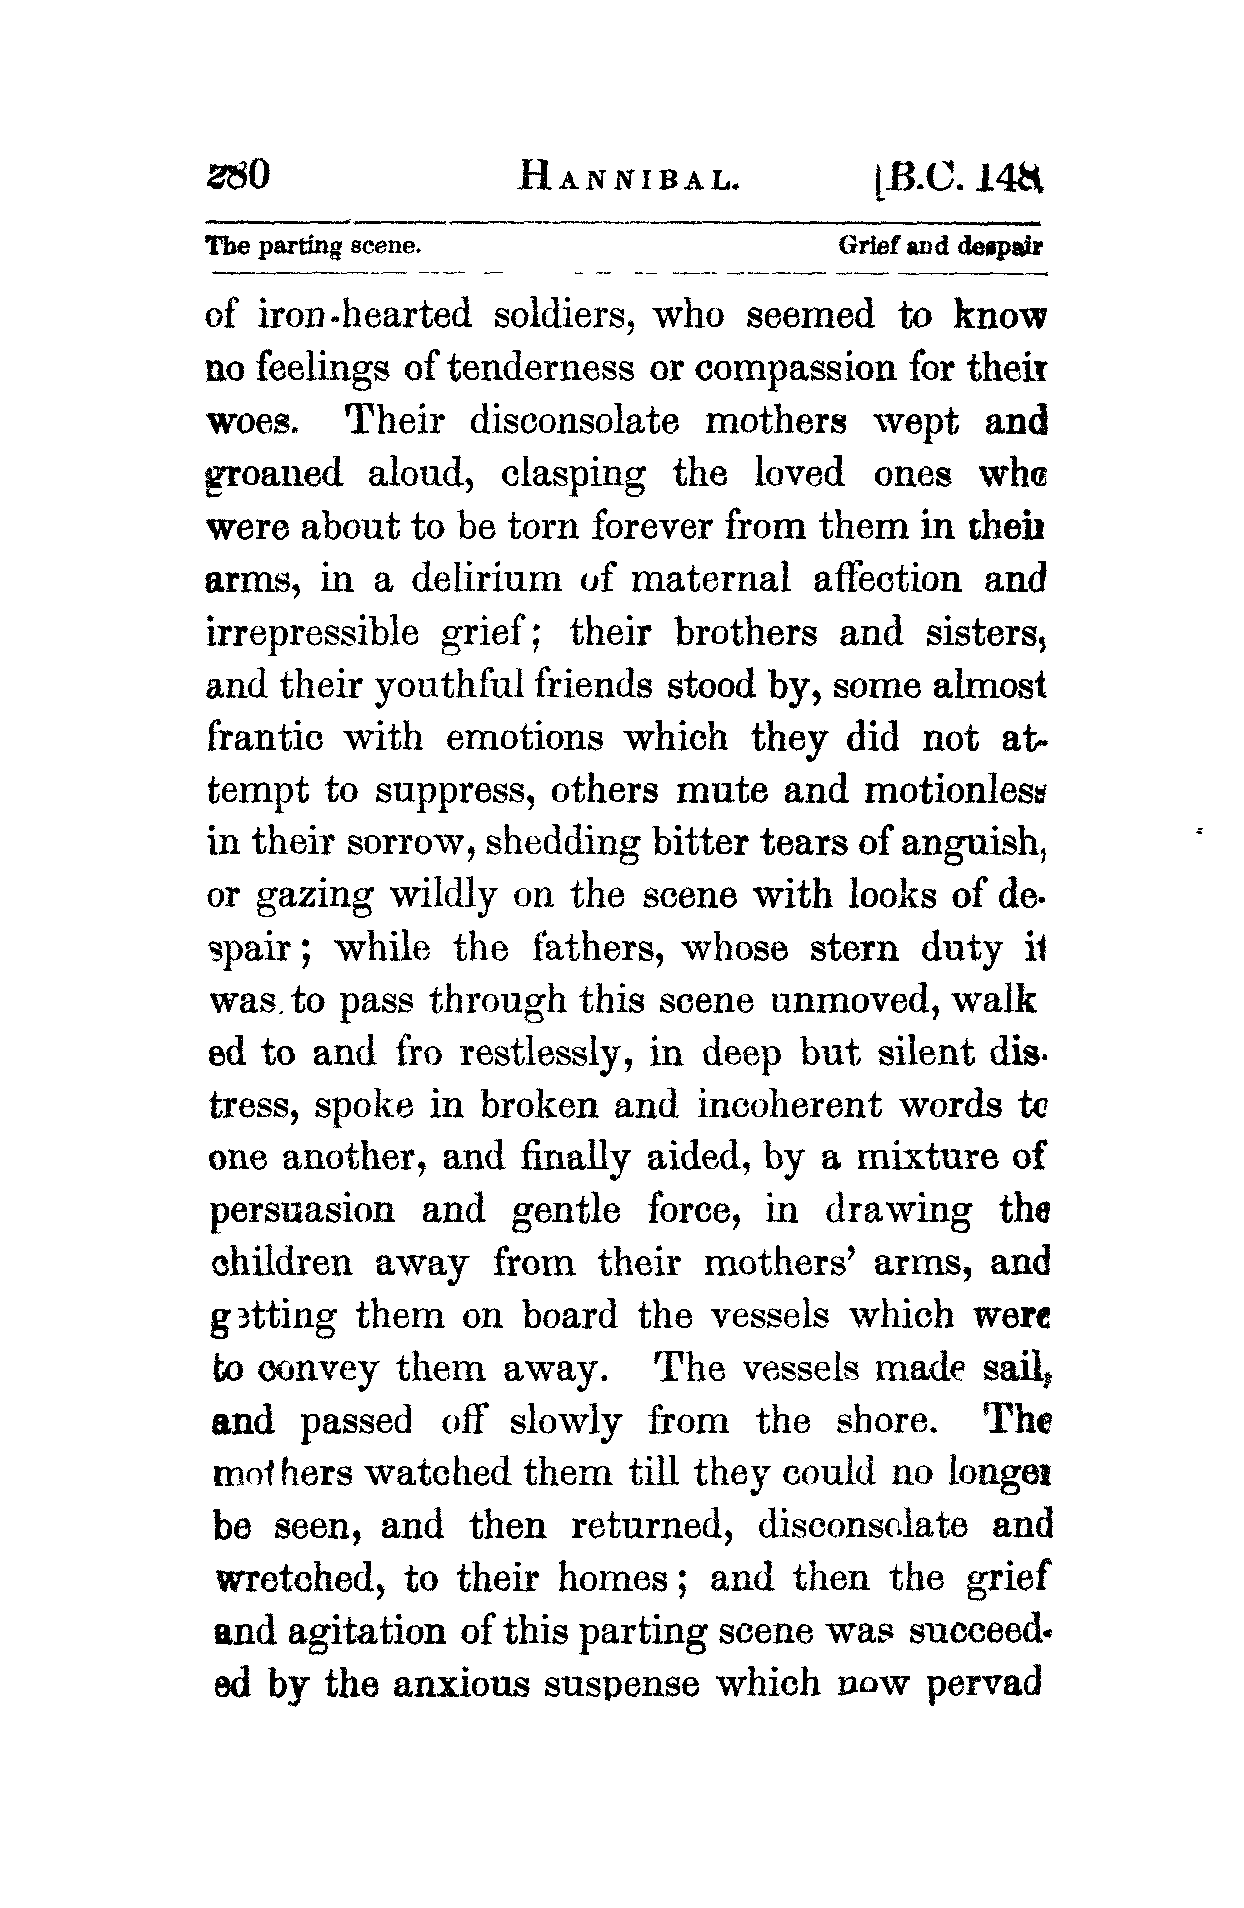 280 HANNIBAL. [B.C. 148
The parting scene. Grief and despair
of iron-hearted soldiers, who seemed to know
no feelings of tenderness or compassion for their
woes. Their disconsolate mothers wept and
groaned aloud, clasping the loved ones who
were about to be torn forever from them in their
arms, in a delirium of maternal affection and
irrepressible grief; their brothers and sisters,
and their youthful friends stood by, some almost
frantic with emotions which they did not at-
tempt to suppress, others mute and motionless
in their sorrow, shedding bitter tears of anguish,
or gazing wildly on the scene with looks of de-
spair; while the fathers, whose stern duty it
was to pass through this scene unmoved, walk
ed to and fro restlessly, in deep but silent dis-
tress, spoke in broken and incoherent words to
one another, and finally aided, by a mixture of
persuasion and gentle force, in drawing the
children away from their mothers' arms, and
getting them on board the vessels which were
to convey them away. The vessels made sail,
and passed off slowly from the shore. The
mothers watched them till they could no longer
be seen, and then returned, disconsolate and
wretched, to their homes; and then the grief
and agitation of this parting scene was succeed-
ed by the anxious suspense which now pervad